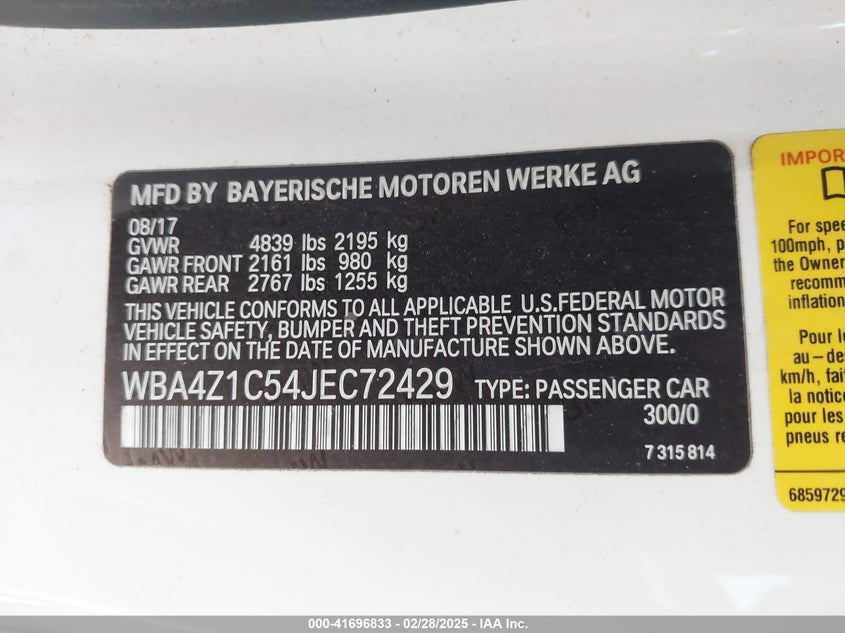 MFD BY BAYERISCHE MOTOREN WERKE AG
08/17
GVWR 4839 lbs 2195 kg
GAWR FRONT 2161 lbs 980 kg
GAWR REAR 2767 lbs 1255 kg
THIS VEHICLE CONFORMS TO ALL APPLICABLE U.S.FEDERAL MOTOR
VEHICLE SAFETY, BUMPER AND THEFT PREVENTION STANDARDS
IN EFFECT ON THE DATE OF MANUFACTURE SHOWN ABOVE.
WBA4Z1C54JEC72429 TYPE: PASSENGER CAR
300/0
7 315 814
IMPOR
For spee
100mph, p
the Owner
recomm
inflation
Pour le
au-de
km/h, fait
la notice
pour les
pneus re
6859729
000-41696833 - 02/28/2025 - IAA Inc.